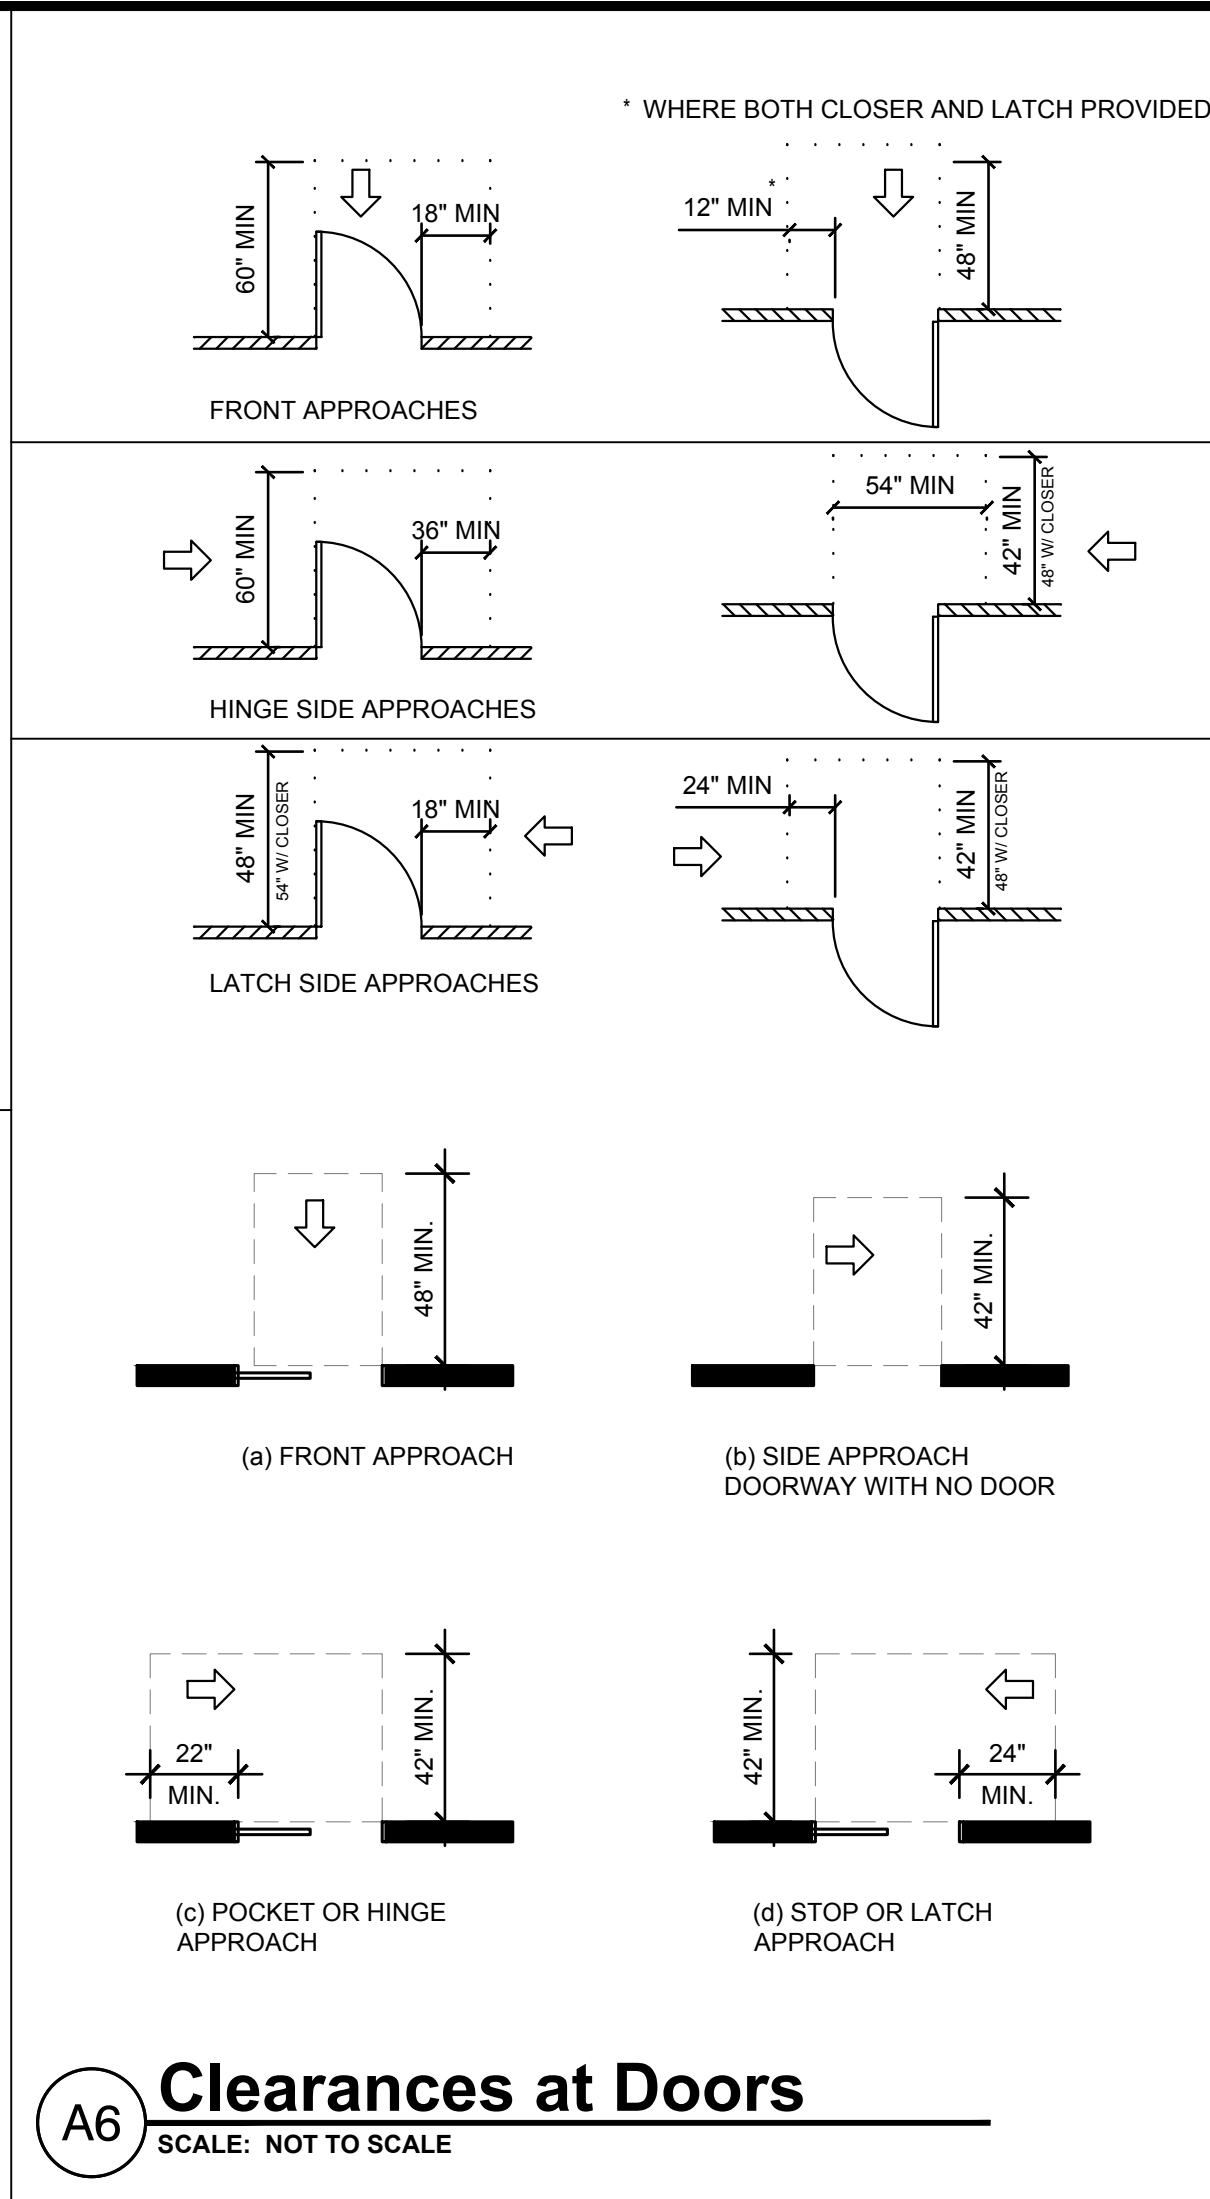 * WHERE BOTH CLOSER AND LATCH PROVIDED
60" MIN
18" MIN
12" MIN
*
48" MIN
FRONT APPROACHES
60" MIN
36" MIN
54" MIN
42" MIN
48" W/ CLOSER
HINGE SIDE APPROACHES
48" MIN
54" W/ CLOSER
18" MIN
24" MIN
42" MIN
48" W/ CLOSER
LATCH SIDE APPROACHES
48" MIN.
42" MIN.
(a) FRONT APPROACH
(b) SIDE APPROACH
DOORWAY WITH NO DOOR
22"
MIN.
42" MIN.
42" MIN.
24"
MIN.
(c) POCKET OR HINGE
APPROACH
(d) STOP OR LATCH
APPROACH
A6
Clearances at Doors
SCALE: NOT TO SCALE